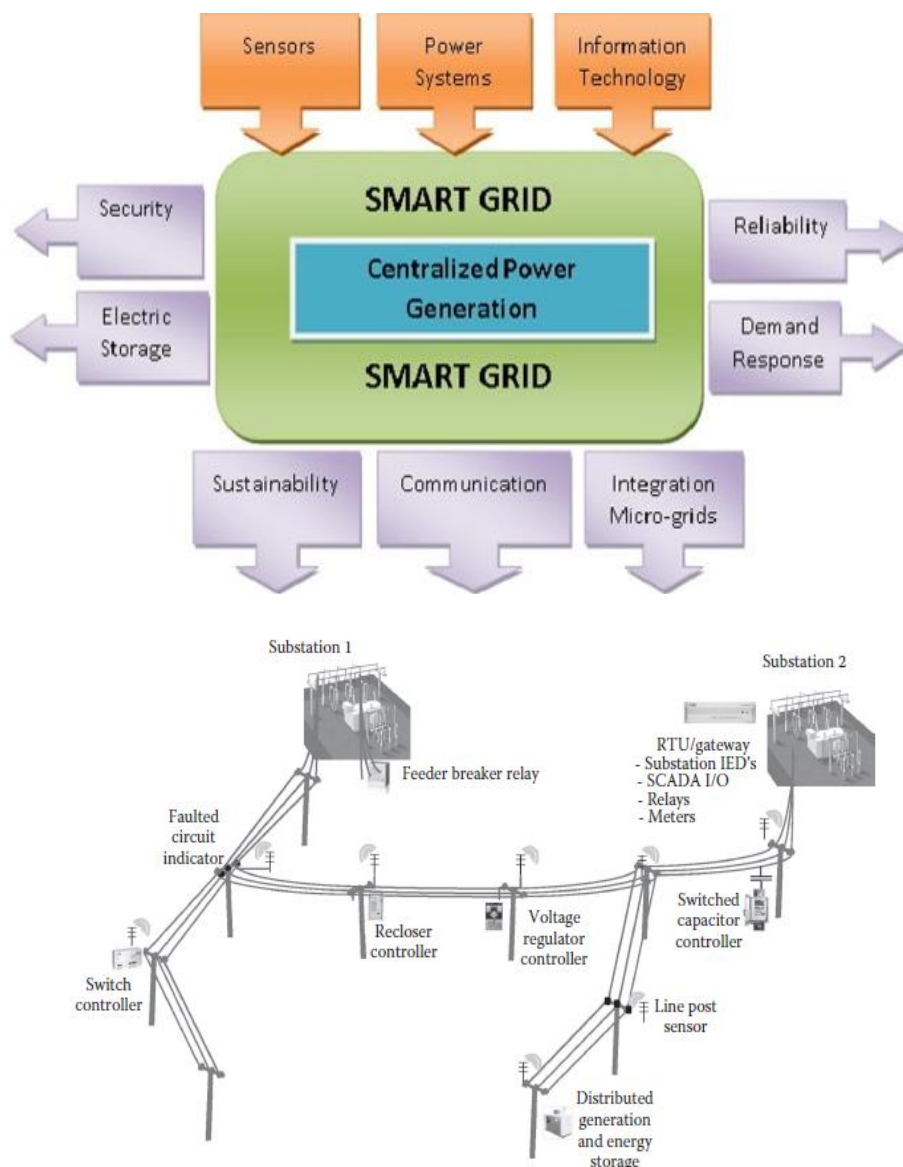 Sensors
Power
Systems
Information
Technology
SMART GRID
Security
Reliability
Centralized Power
Generation
Electric
Storage
Demand
Response
SMART GRID
Sustainability
Communication
Integration
Micro-grids
Substation 1
Substation 2
RTU/gateway
- Substation IED's
- SCADA I/O
- Relays
- Meters
Feeder breaker relay
Faulted
circuit
indicator
Recloser
controller
Voltage
regulator
controller
Switched
capacitor
controller
Switch
controller
Line post
sensor
Distributed
generation
and energy
storage